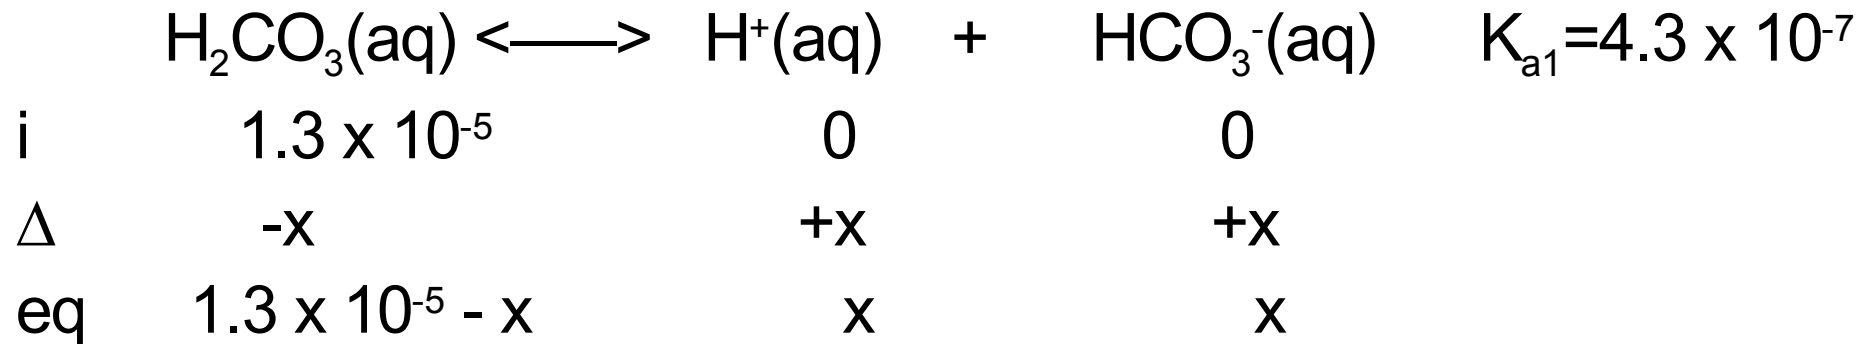 H₂CO₃(aq) <——> H⁺(aq) + HCO₃⁻(aq) Kₐ₁=4.3 x 10⁻⁷
i 1.3 x 10⁻⁵ 0 0
Δ -x +x +x
eq 1.3 x 10⁻⁵ - x x x